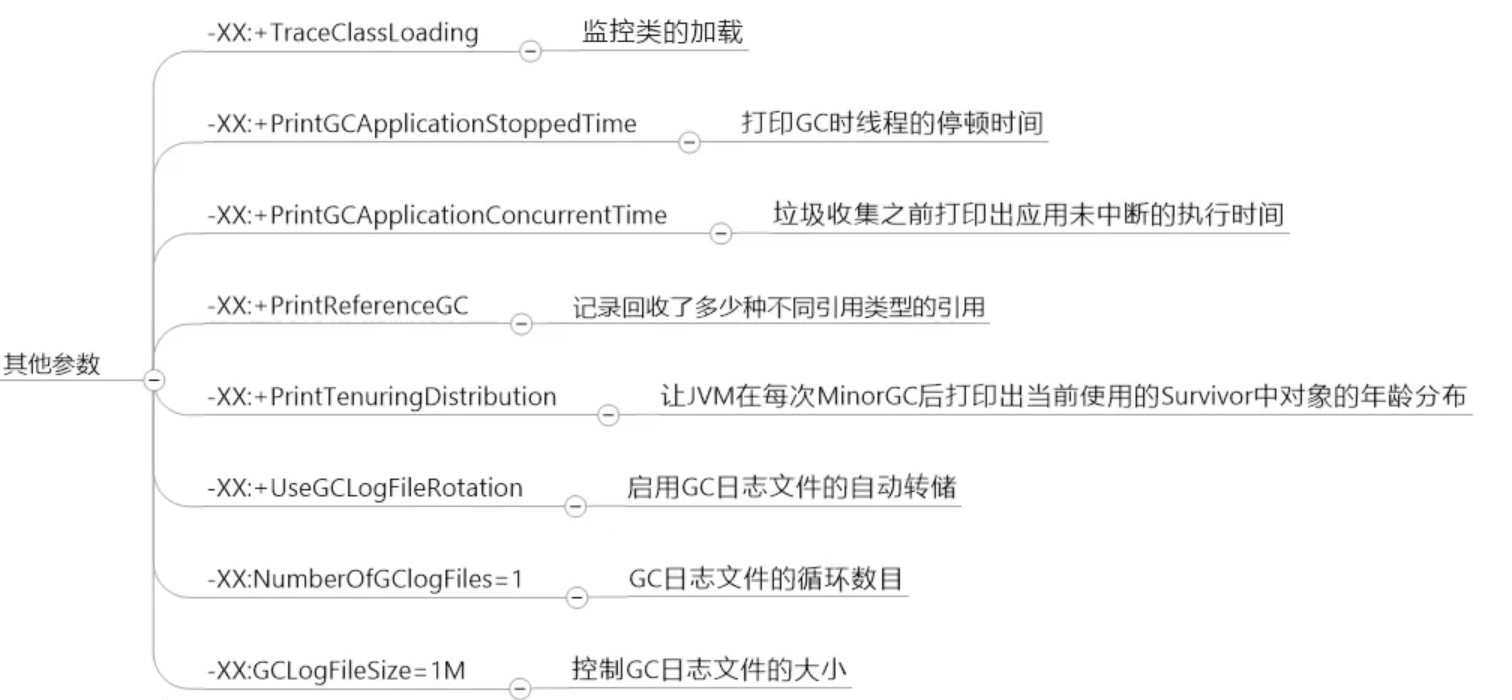 -XX:+TraceClassLoading 监控类的加载
-XX:+PrintGCApplicationStoppedTime 打印GC时线程的停顿时间
-XX:+PrintGCApplicationConcurrentTime 垃圾收集之前打印出应用未中断的执行时间
-XX:+PrintReferenceGC 记录回收了多少种不同引用类型的引用
其他参数
-XX:+PrintTenuringDistribution 让JVM在每次MinorGC后打印出当前使用的Survivor中对象的年龄分布
-XX:+UseGCLogFileRotation 启用GC日志文件的自动转储
-XX:NumberOfGClogFiles=1 GC日志文件的循环数目
-XX:GCLogFileSize=1M 控制GC日志文件的大小